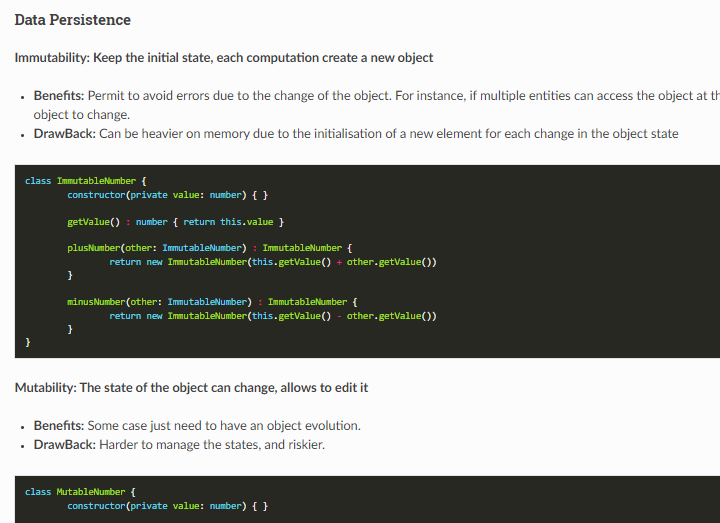 Data Persistence
Immutability: Keep the initial state, each computation create a new object
• Benefits: Permit to avoid errors due to the change of the object. For instance, if multiple entities can access the object at
object to change.
• DrawBack: Can be heavier on memory due to the initialisation of a new element for each change in the object state
class ImmutableNumber {
constructor(private value: number) { }
getValue() : number { return this.value }
plusNumber(other: ImmutableNumber) : ImmutableNumber {
return new ImmutableNumber(this.getValue() + other.getValue())
}
minusNumber(other: ImmutableNumber) : ImmutableNumber {
return new ImmutableNumber(this.getValue() - other.getValue())
}
}
Mutability: The state of the object can change, allows to edit it
• Benefits: Some case just need to have an object evolution.
• DrawBack: Harder to manage the states, and riskier.
class MutableNumber {
constructor(private value: number) { }